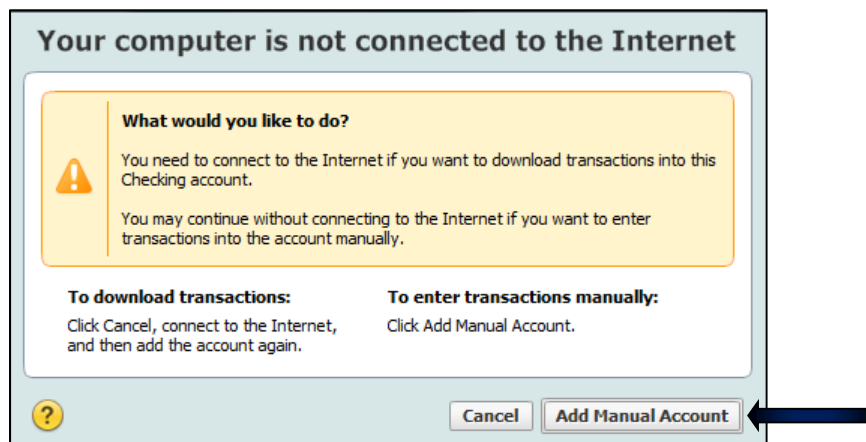 Your computer is not connected to the Internet
What would you like to do?
You need to connect to the Internet if you want to download transactions into this
Checking account.
You may continue without connecting to the Internet if you want to enter
transactions into the account manually.
To download transactions:
Click Cancel, connect to the Internet,
and then add the account again.
To enter transactions manually:
Click Add Manual Account.
?
Cancel
Add Manual Account